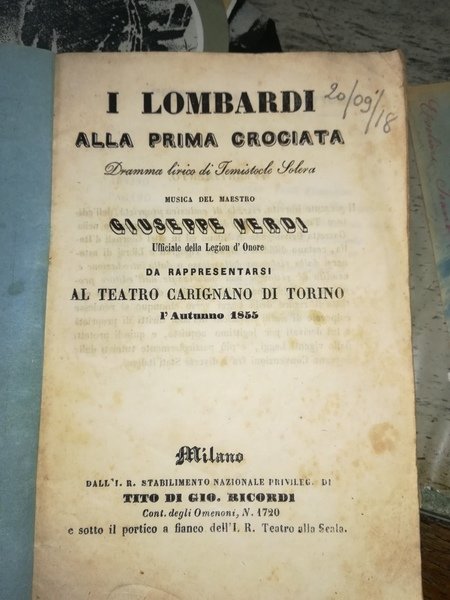 I LOMBARDI
20/09/18
ALLA PRIMA CROCIATA
Dramma lirico di Temistocle Solera
MUSICA DEL MAESTRO
GIUSEPPE VERDI
Ufficiale della Legion d' Onore
DA RAPPRESENTARSI
AL TEATRO CARIGNANO DI TORINO
l'Autunno 1855
Milano
DALL'I. R. STABILIMENTO NAZIONALE PRIVILEG. DI
TITO DI GIO. RICORDI
Cont. degli Omenoni, N. 1720
e sotto il portico a fianco dell'I. R. Teatro alla Scala.